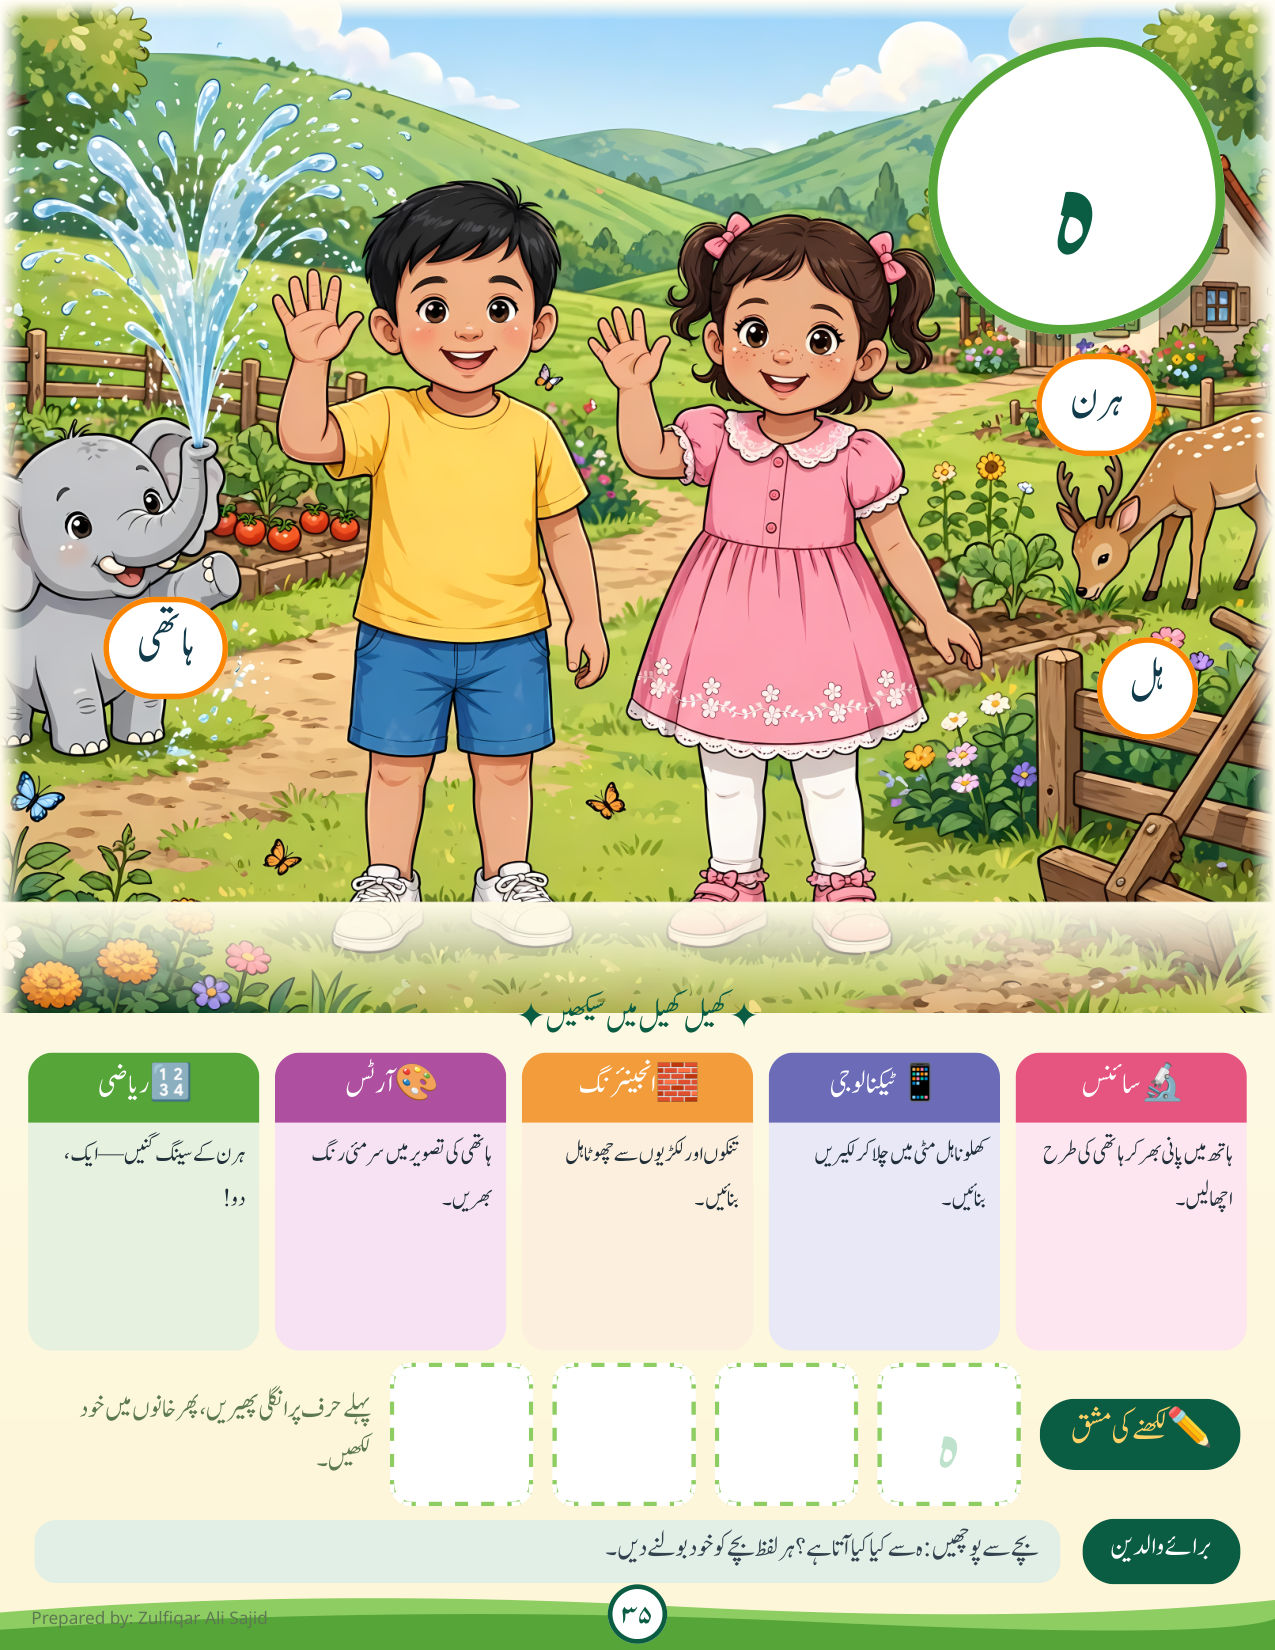 ہ
ہرن
ہاتھی
ہل
✦ کھیل کھیل میں سیکھیں ✦
🔬 سائنس
ہاتھ میں پانی بھر کر ہاتھی کی طرح
اچھالیں۔
📱 ٹیکنالوجی
کھلونا ہل مٹی میں چلا کر لکیریں
بنائیں۔
🧱 انجینئرنگ
تنکوں اور لکڑیوں سے چھوٹا ہل
بنائیں۔
🎨 آرٹس
ہاتھی کی تصویر میں سرمئی رنگ
بھریں۔
🔢 ریاضی
ہرن کے سینگ گنیں — ایک،
دو!
✏️ لکھنے کی مشق
ہ
پہلے حرف پر انگلی پھیریں، پھر خانوں میں خود
لکھیں۔
برائے والدین
بچے سے پوچھیں: ہ سے کیا کیا آتا ہے؟ ہر لفظ بچے کو خود بولنے دیں۔
۳۵
Prepared by: Zulfiqar Ali Sajid